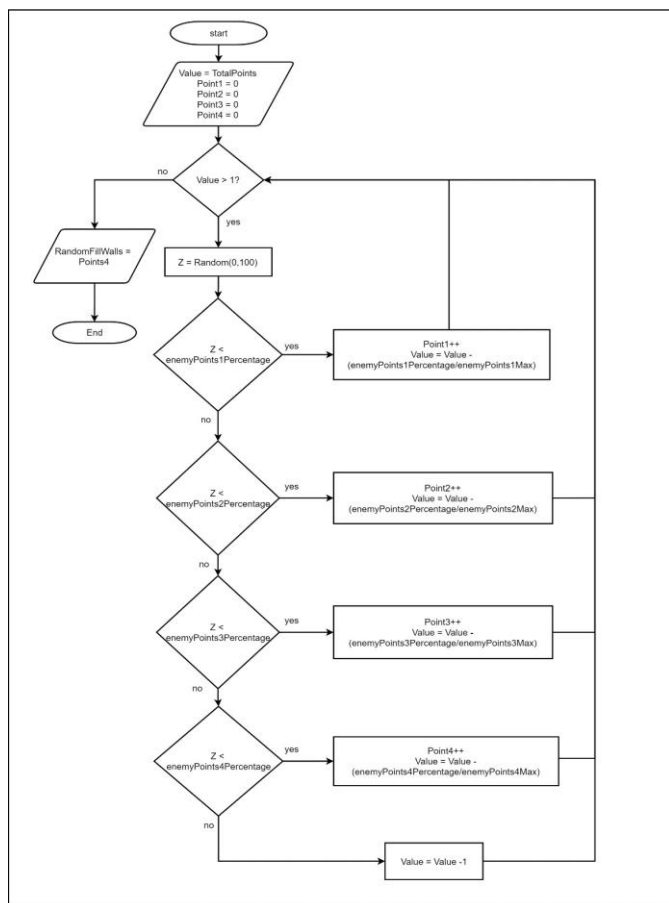 start
Value = TotalPoints
Point1 = 0
Point2 = 0
Point3 = 0
Point4 = 0
no
Value > 1?
yes
RandomFillWalls =
Points4
Z = Random(0,100)
End
Z <
enemyPoints1Percentage
yes
Point1++
Value = Value -
(enemyPoints1Percentage/enemyPoints1Max)
no
Z <
enemyPoints2Percentage
yes
Point2++
Value = Value -
(enemyPoints2Percentage/enemyPoints2Max)
no
Z <
enemyPoints3Percentage
yes
Point3++
Value = Value -
(enemyPoints3Percentage/enemyPoints3Max)
no
Z <
enemyPoints4Percentage
yes
Point4++
Value = Value -
(enemyPoints4Percentage/enemyPoints4Max)
no
Value = Value -1